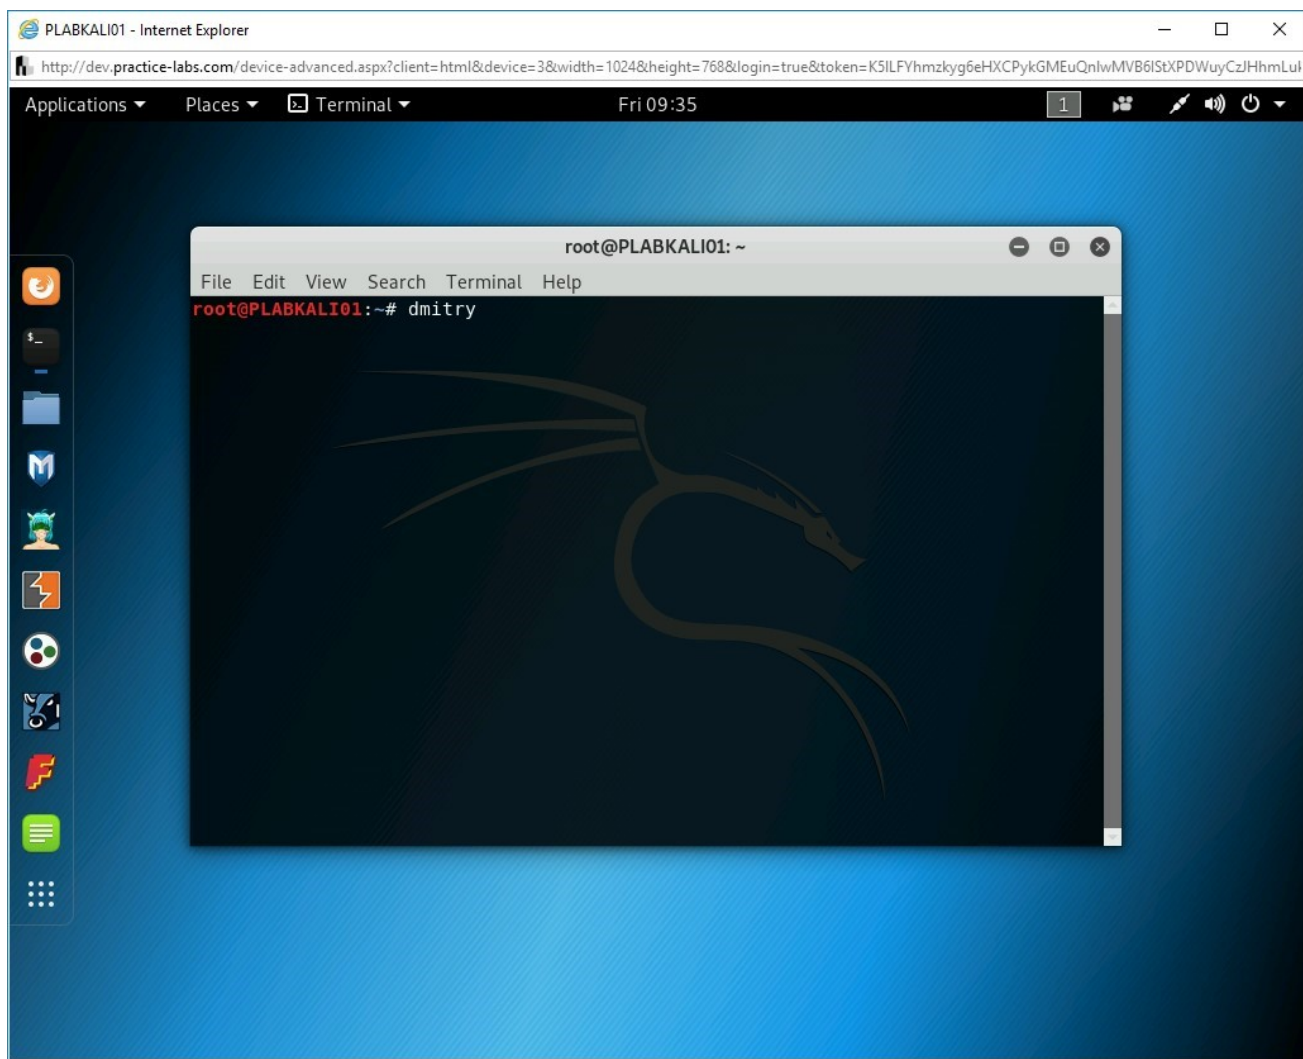 PLABKALI01 - Internet Explorer
http://dev.practice-labs.com/device-advanced.aspx?client=html&device=3&width=1024&height=768&login=true&token=
Applications Places Terminal Fri 09:35 1
root@PLABKALI01: ~
File Edit View Search Terminal Help
root@PLABKALI01:~# dmitry
$_